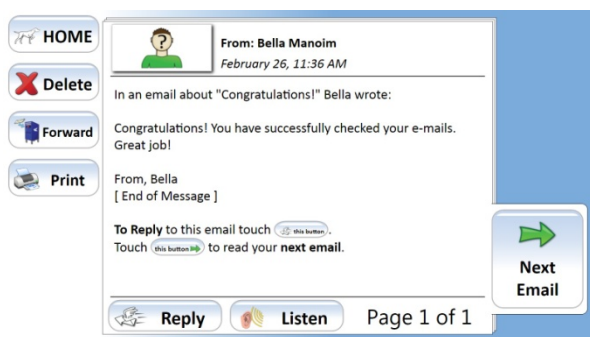 HOME
Delete
Forward
Print
From: Bella Manoim
February 26, 11:36 AM
In an email about "Congratulations!" Bella wrote:
Congratulations! You have successfully checked your e-mails.
Great job!
From, Bella
[ End of Message ]
To Reply to this email touch this button.
Touch this button to read your next email.
Next
Email
Reply
Listen
Page 1 of 1